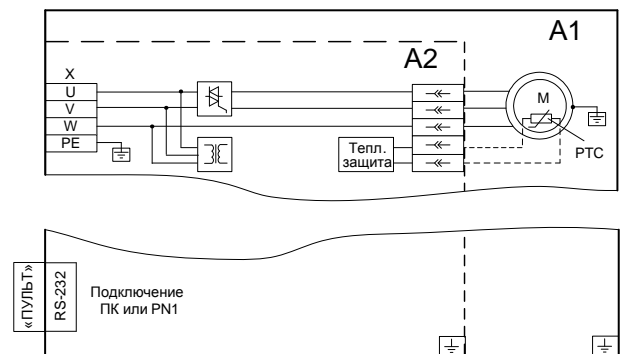 A1
A2
X
U
V
W
PE
M
Тепл.
защита
PTC
«ПУЛЬТ»
RS-232
Подключение
ПК или PN1